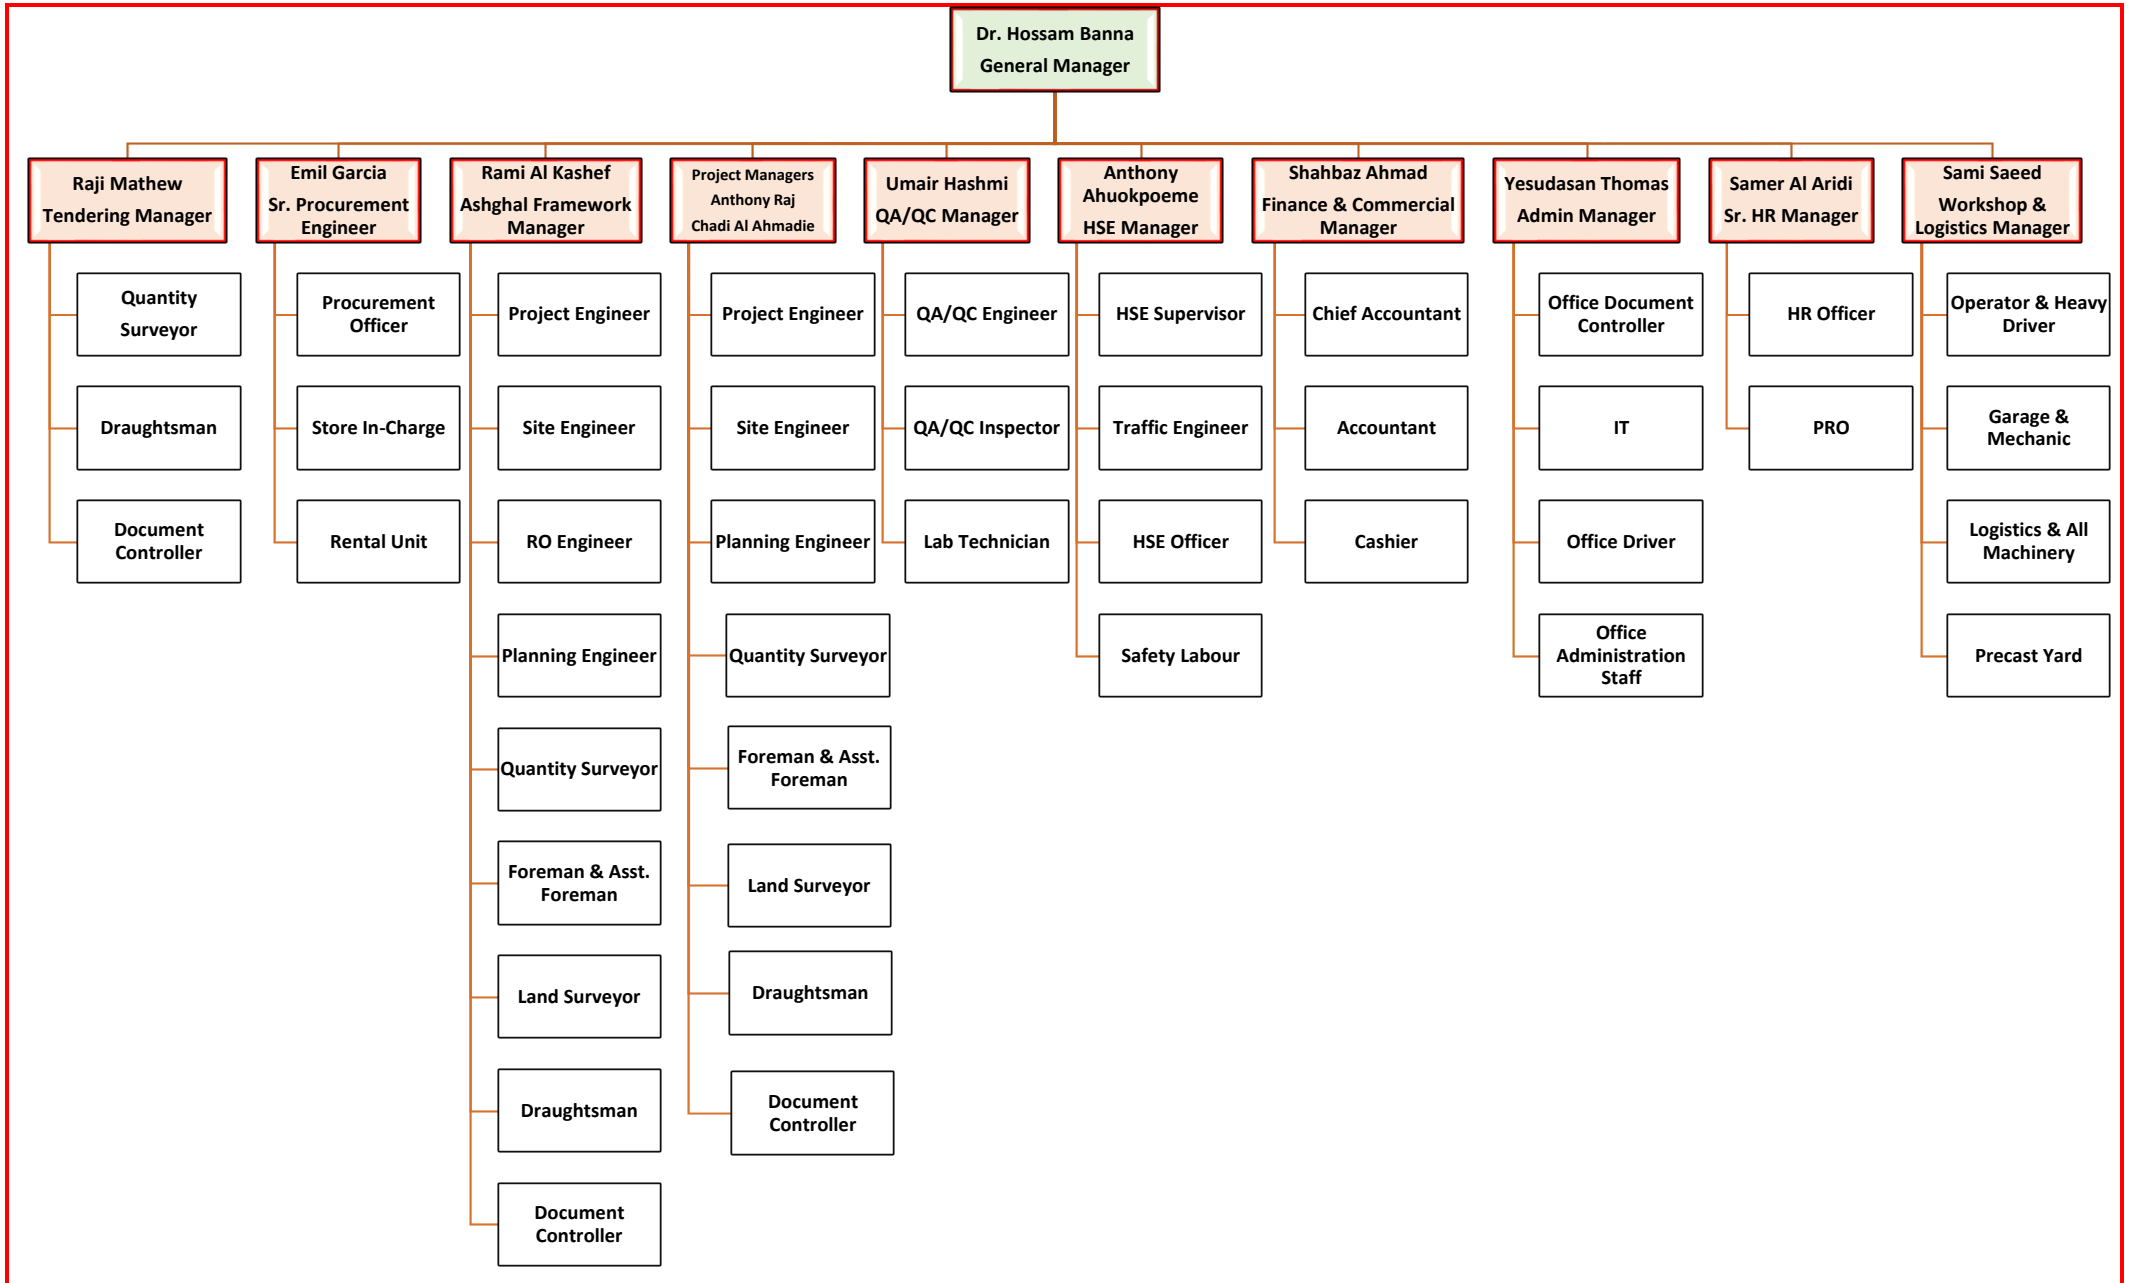 Dr. Hossam Banna
General Manager
Raji Mathew
Tendering Manager
Emil Garcia
Sr. Procurement
Engineer
Rami Al Kashef
Ashghal Framework
Manager
Project Managers
Anthony Raj
Chadi Al Ahmadie
Umair Hashmi
QA/QC Manager
Anthony
Ahuokpoeme
HSE Manager
Shahbaz Ahmad
Finance & Commercial
Manager
Yesudasan Thomas
Admin Manager
Samer Al Aridi
Sr. HR Manager
Sami Saeed
Workshop &
Logistics Manager
Quantity
Surveyor
Draughtsman
Document
Controller
Procurement
Officer
Store In-Charge
Rental Unit
Project Engineer
Site Engineer
RO Engineer
Planning Engineer
Quantity Surveyor
Foreman & Asst.
Foreman
Land Surveyor
Draughtsman
Document
Controller
Project Engineer
Site Engineer
Planning Engineer
Quantity Surveyor
Foreman & Asst.
Foreman
Land Surveyor
Draughtsman
Document
Controller
QA/QC Engineer
QA/QC Inspector
Lab Technician
HSE Supervisor
Traffic Engineer
HSE Officer
Safety Labour
Chief Accountant
Accountant
Cashier
Office Document
Controller
IT
Office Driver
Office
Administration
Staff
HR Officer
PRO
Operator & Heavy
Driver
Garage &
Mechanic
Logistics & All
Machinery
Precast Yard